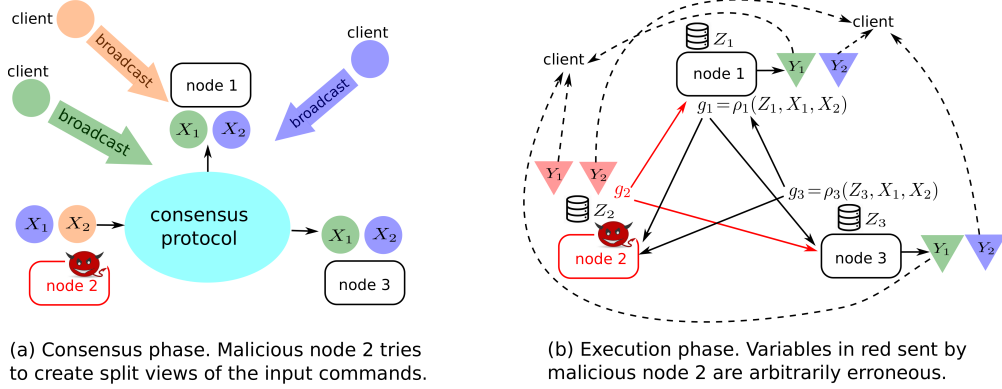 client
broadcast
client
broadcast
client
broadcast
node 1
X₁ X₂
consensus
protocol
X₁ X₂
node 2
X₁ X₂
node 3
(a) Consensus phase. Malicious node 2 tries
to create split views of the input commands.
client
client
Z₁
node 1
Y₁ Y₂
g₁=ρ₁(Z₁, X₁, X₂)
Y₁ Y₂
g₂
g₃=ρ₃(Z₃, X₁, X₂)
Z₂
node 2
Z₃
node 3
Y₁ Y₂
(b) Execution phase. Variables in red sent by
malicious node 2 are arbitrarily erroneous.